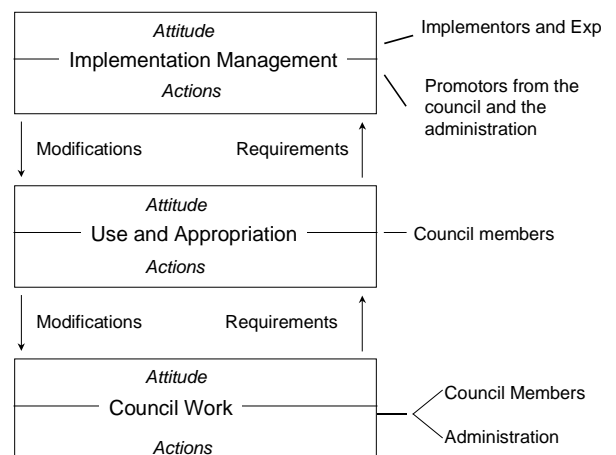 Attitude
Implementation Management
Actions
Implementors and Exp
Promotors from the
council and the
administration
Modifications
Requirements
Attitude
Use and Appropriation
Actions
Council members
Modifications
Requirements
Attitude
Council Work
Actions
Council Members
Administration